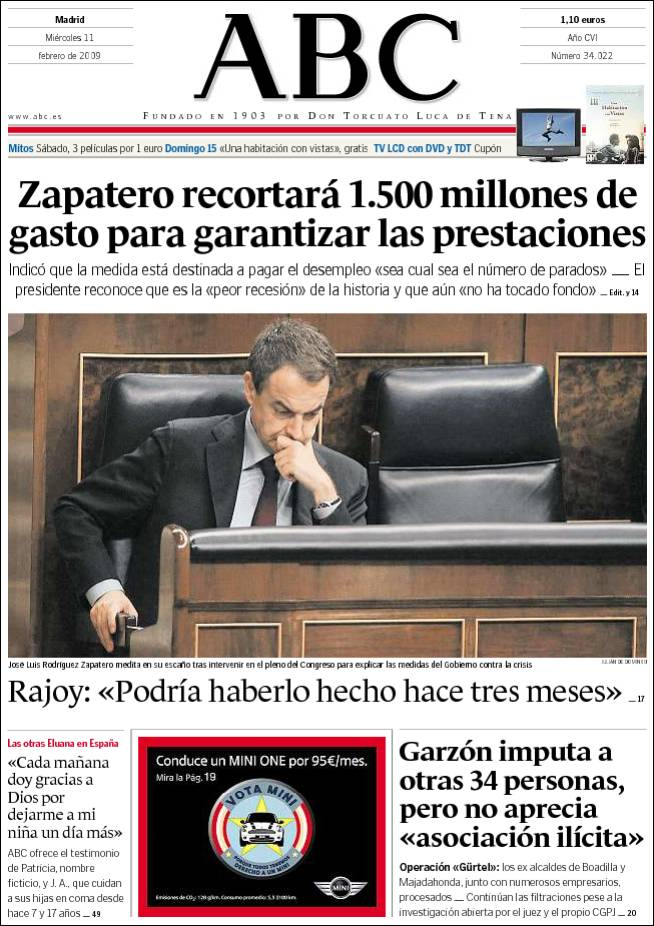 Madrid
Miércoles 11
febrero de 2009
ABC
1,10 euros
Año CVI
Número 34.022
www.abc.es
FUNDADO EN 1903 POR DON TORCUATO LUCA DE TENA
Mitos Sábado, 3 películas por 1 euro Domingo 15 «Una habitación con vistas», gratis TV LCD con DVD y TDT Cupón
Zapatero recortará 1.500 millones de
gasto para garantizar las prestaciones
Indicó que la medida está destinada a pagar el desempleo «sea cual sea el número de parados» __ El
presidente reconoce que es la «peor recesión» de la historia y que aún «no ha tocado fondo» _ Edit. y 14
José Luis Rodríguez Zapatero medita en su escaño tras intervenir en el pleno del Congreso para explicar las medidas del Gobierno contra la crisis
Rajoy: «Podría haberlo hecho hace tres meses» _ 17
Las otras Eluana en España
«Cada mañana
doy gracias a
Dios por
dejarme a mi
niña un día más»
ABC ofrece el testimonio
de Patricia, nombre
ficticio, y J. A., que cuidan
a sus hijas en coma desde
hace 7 y 17 años _ 49
Conduce un MINI ONE por 95€/mes.
Mira la Pág. 19
VOTA MINI
PORQUE TODOS TENEMOS
DERECHO A UN MINI
MINI
Emisiones de CO2: 128 g/km. Consumo promedio: 5,3 l/100 km.
Garzón imputa a
otras 34 personas,
pero no aprecia
«asociación ilícita»
Operación «Gürtel»: los ex alcaldes de Boadilla y
Majadahonda, junto con numerosos empresarios,
procesados __ Continúan las filtraciones pese a la
investigación abierta por el juez y el propio CGPJ _ 20